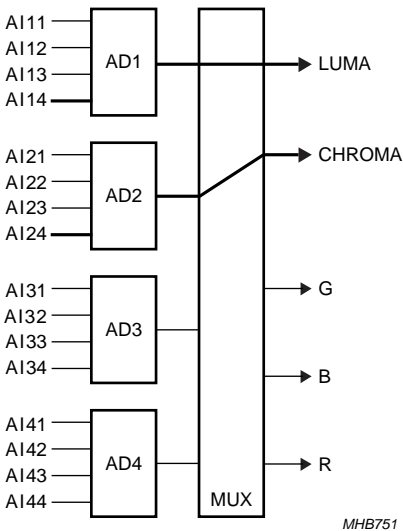 AI11
AI12
AI13
AI14
AD1
LUMA
AI21
AI22
AI23
AI24
AD2
CHROMA
AI31
AI32
AI33
AI34
AD3
G
B
AI41
AI42
AI43
AI44
AD4
R
MUX
MHB751